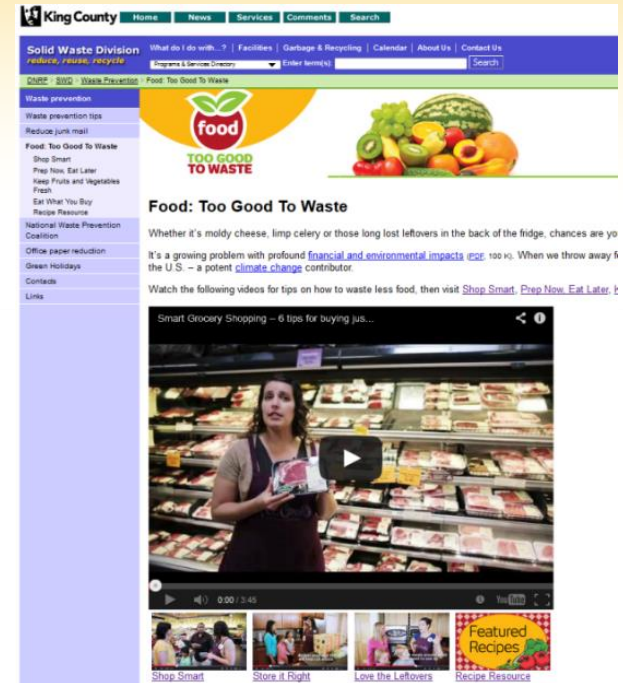 King County
Home News Services Comments Search
Solid Waste Division
reduce, reuse, recycle
What do I do with...? | Facilities | Garbage & Recycling | Calendar | About Us | Contact Us
Programs & Services Directory Enter term(s): Search
DNRP > SWD > Waste Prevention > Food: Too Good To Waste
Waste prevention
Waste prevention tips
Reduce junk mail
Food: Too Good To Waste
Shop Smart
Prep Now, Eat Later
Keep Fruits and Vegetables
Fresh
Eat What You Buy
Recipe Resource
National Waste Prevention
Coalition
Office paper reduction
Green Holidays
Contacts
Links
food
TOO GOOD
TO WASTE
Food: Too Good To Waste
Whether it's moldy cheese, limp celery or those long lost leftovers in the back of the fridge, chances are yo
It's a growing problem with profound financial and environmental impacts (PDF, 100 K). When we throw away f
the U.S. – a potent climate change contributor.
Watch the following videos for tips on how to waste less food, then visit Shop Smart, Prep Now, Eat Later, K
Smart Grocery Shopping – 6 tips for buying jus...
0:00 / 3:45
YouTube
Featured
Recipes
Shop Smart Store it Right Love the Leftovers Recipe Resource